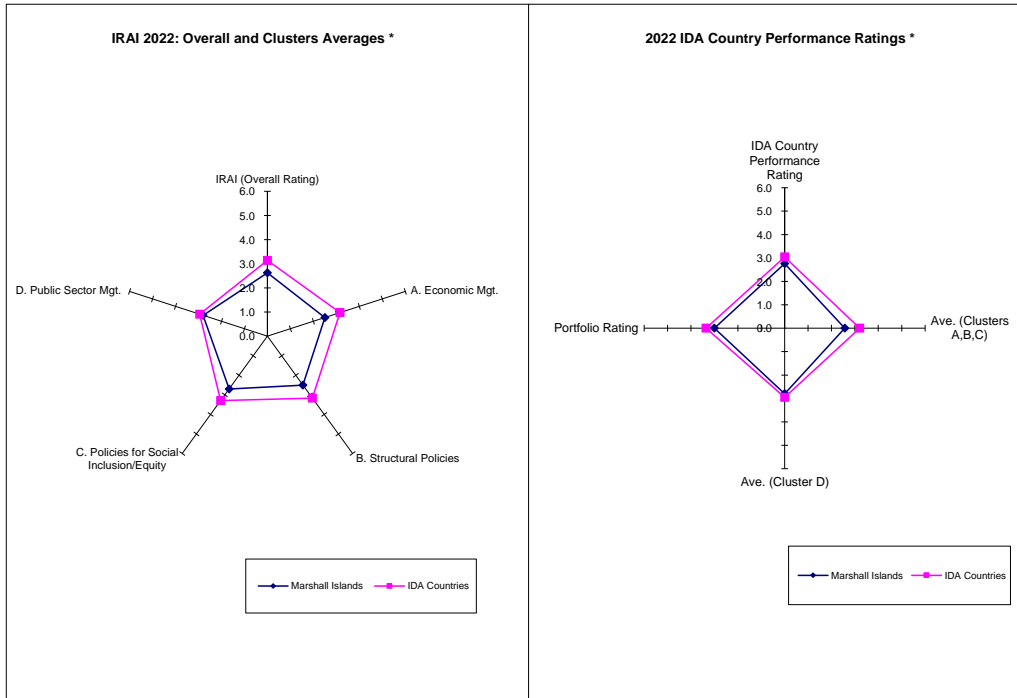 IRAI 2022: Overall and Clusters Averages *
IRAI (Overall Rating)
6.0
5.0
4.0
3.0
2.0
1.0
0.0
A. Economic Mgt.
B. Structural Policies
C. Policies for Social
Inclusion/Equity
D. Public Sector Mgt.
Marshall Islands
IDA Countries
2022 IDA Country Performance Ratings *
IDA Country
Performance
Rating
6.0
5.0
4.0
3.0
2.0
1.0
0.0
Ave. (Clusters
A,B,C)
Ave. (Cluster D)
Portfolio Rating
Marshall Islands
IDA Countries